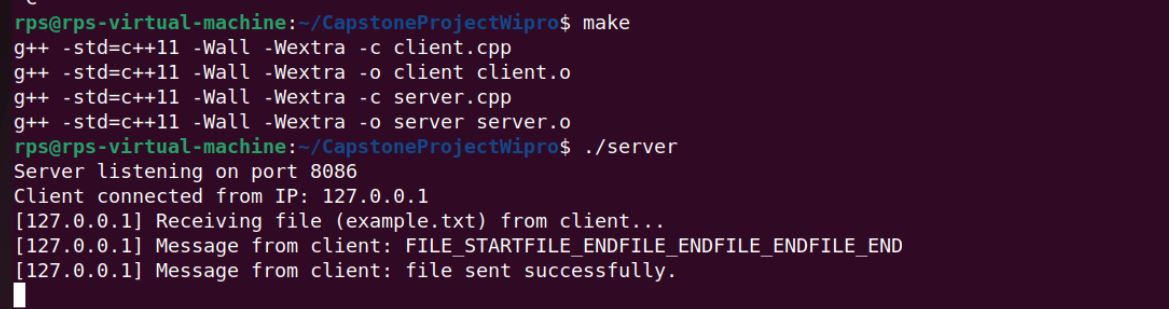 rps@rps-virtual-machine:~/CapstoneProjectWipro$ make
g++ -std=c++11 -Wall -Wextra -c client.cpp
g++ -std=c++11 -Wall -Wextra -o client client.o
g++ -std=c++11 -Wall -Wextra -c server.cpp
g++ -std=c++11 -Wall -Wextra -o server server.o
rps@rps-virtual-machine:~/CapstoneProjectWipro$ ./server
Server listening on port 8086
Client connected from IP: 127.0.0.1
[127.0.0.1] Receiving file (example.txt) from client...
[127.0.0.1] Message from client: FILE_STARTFILE_ENDFILE_ENDFILE_ENDFILE_END
[127.0.0.1] Message from client: file sent successfully.